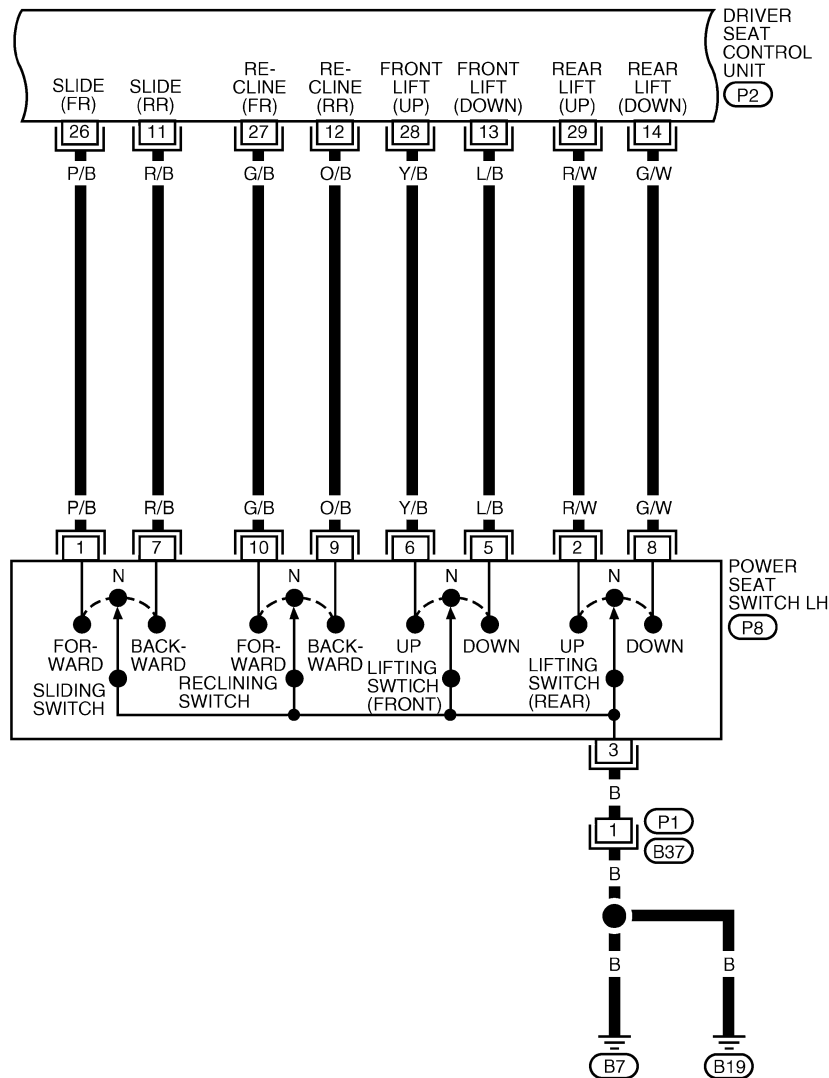 DRIVER
SEAT
CONTROL
UNIT
P2
SLIDE
(FR)
SLIDE
(RR)
RE-
CLINE
(FR)
RE-
CLINE
(RR)
FRONT
LIFT
(UP)
FRONT
LIFT
(DOWN)
REAR
LIFT
(UP)
REAR
LIFT
(DOWN)
26 11 27 12 28 13 29 14
P/B R/B G/B O/B Y/B L/B R/W G/W
P/B R/B G/B O/B Y/B L/B R/W G/W
1 7 10 9 6 5 2 8
POWER
SEAT
SWITCH LH
P8
N N N N
FOR-
WARD
BACK-
WARD
SLIDING
SWITCH
FOR-
WARD
BACK-
WARD
RECLINING
SWITCH
UP DOWN
LIFTING
SWTICH
(FRONT)
UP DOWN
LIFTING
SWITCH
(REAR)
3
B
1
P1
B37
B
B B
B7 B19